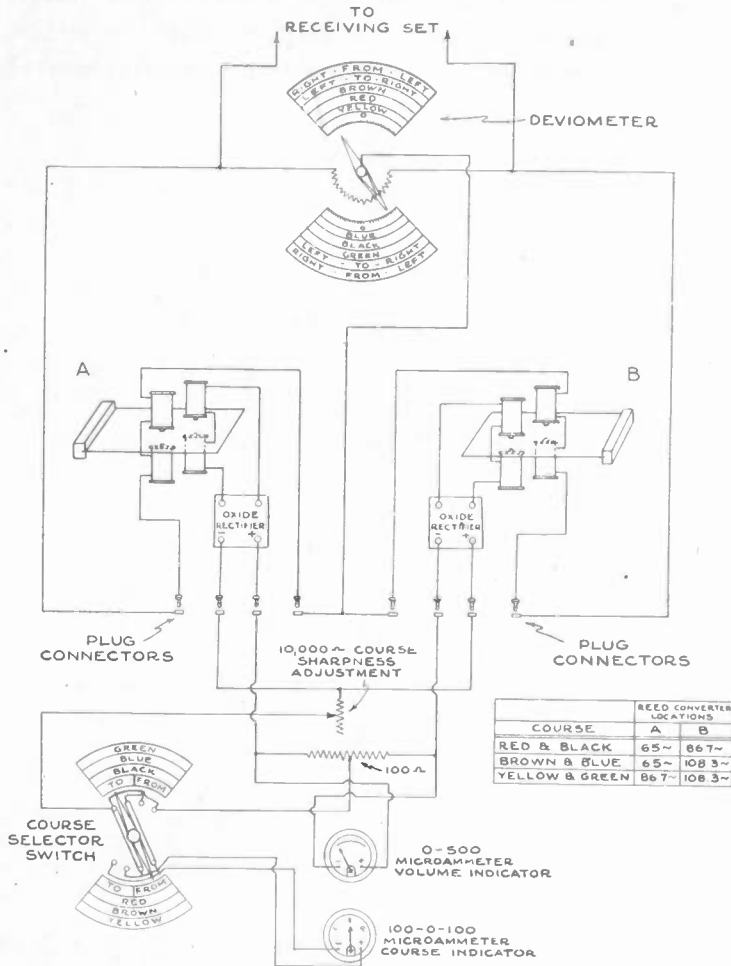 TO
RECEIVING SET
RIGHT - FROM - LEFT
LEFT - TO - RIGHT
BROWN
RED
YELLOW
O
DEVIOMETER
O
BLUE
BLACK
GREEN
LEFT - TO - RIGHT
RIGHT - FROM - LEFT
A
B
OXIDE
RECTIFIER
- +
OXIDE
RECTIFIER
- +
PLUG
CONNECTORS
PLUG
CONNECTORS
10,000 ~ COURSE
SHARPNESS
ADJUSTMENT
100 Ω
REED CONVERTER
LOCATIONS
COURSE A B
RED & BLACK 65~ 86.7~
BROWN & BLUE 65~ 108.3~
YELLOW & GREEN 86.7~ 108.3~
GREEN
BLUE
BLACK
TO FROM
COURSE
SELECTOR
SWITCH
TO FROM
RED
BROWN
YELLOW
0-500
MICROAMMETER
VOLUME INDICATOR
100-0-100
MICROAMMETER
COURSE INDICATOR